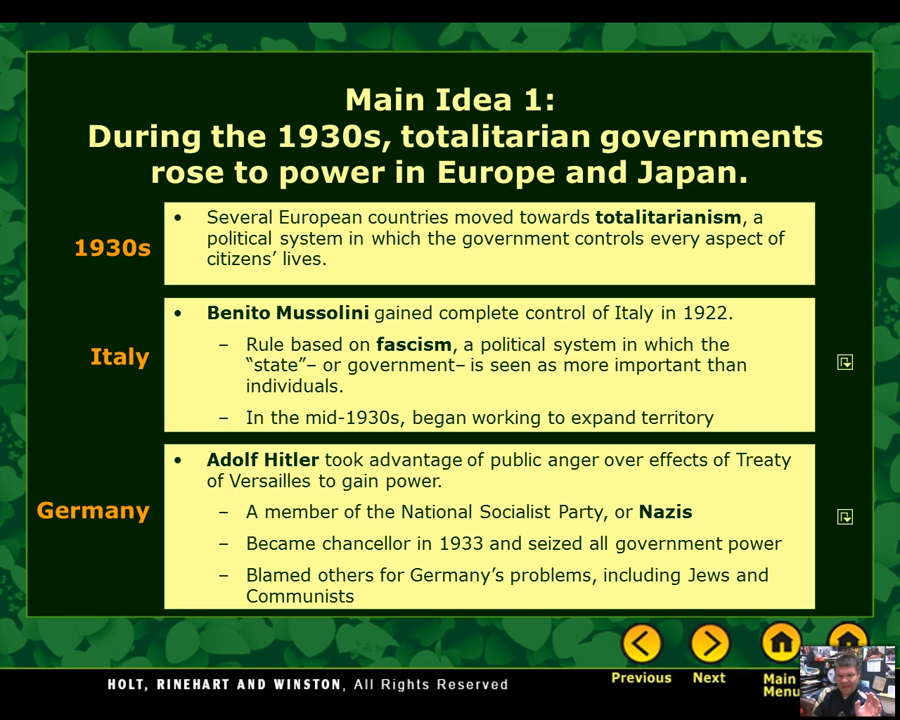 Main Idea 1:
During the 1930s, totalitarian governments
rose to power in Europe and Japan.
1930s
• Several European countries moved towards totalitarianism, a
political system in which the government controls every aspect of
citizens’ lives.
Italy
• Benito Mussolini gained complete control of Italy in 1922.
– Rule based on fascism, a political system in which the
“state”– or government– is seen as more important than
individuals.
– In the mid-1930s, began working to expand territory
Germany
• Adolf Hitler took advantage of public anger over effects of Treaty
of Versailles to gain power.
– A member of the National Socialist Party, or Nazis
– Became chancellor in 1933 and seized all government power
– Blamed others for Germany’s problems, including Jews and
Communists
Previous
Next
Main
Menu
HOLT, RINEHART AND WINSTON, All Rights Reserved